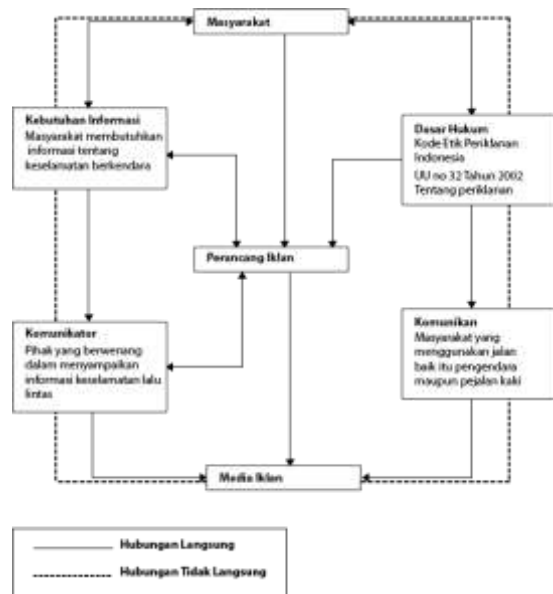 Masyarakat
Kebutuhan Informasi
Masyarakat membutuhkan
informasi tentang
keselamatan berkendara
Dasar Hukum
Kode Etik Periklanan
Indonesia
UU no 32 Tahun 2002
Tentang periklanan
Perancang Iklan
Komunikator
Pihak yang berwenang
dalam menyampaikan
informasi keselamatan lalu
lintas
Komunikan
Masyarakat yang
menggunakan jalan
baik itu pengendara
maupun pejalan kaki
Media Iklan
Hubungan Langsung
Hubungan Tidak Langsung